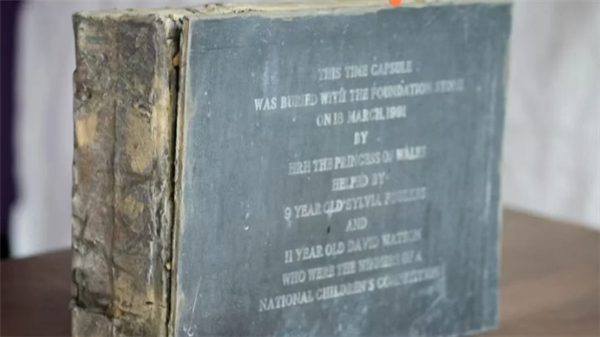 THIS TIME CAPSULE
WAS BURIED WITH THE FOUNDATION STONE
ON 18 MARCH, 1991
BY
HRH THE PRINCESS OF WALES
HELPED BY
9 YEAR OLD SYLVIA FOULKES
AND
11 YEAR OLD DAVID WATSON
WHO WERE THE WINNERS OF A
NATIONAL CHILDREN'S COMPETITION